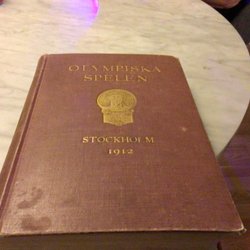 OLYMPISKA
SPELEN
STOCKHOLM
1912